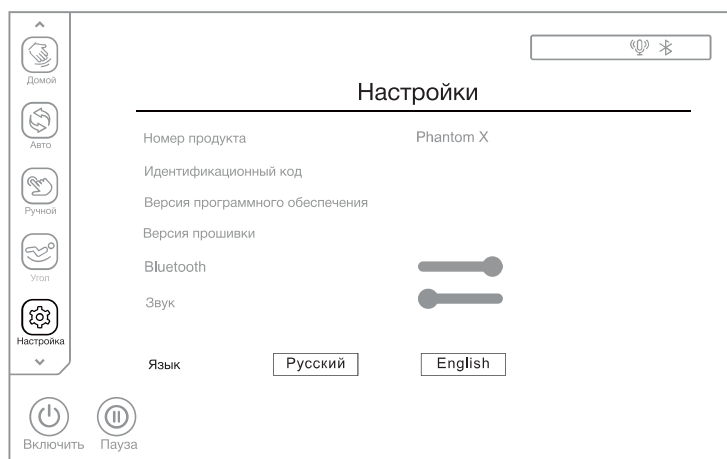 Домой
Авто
Ручной
Угол
Настройка
Включить
Пауза
Настройки
Номер продукта Phantom X
Идентификационный код
Версия программного обеспечения
Версия прошивки
Bluetooth
Звук
Язык Русский English